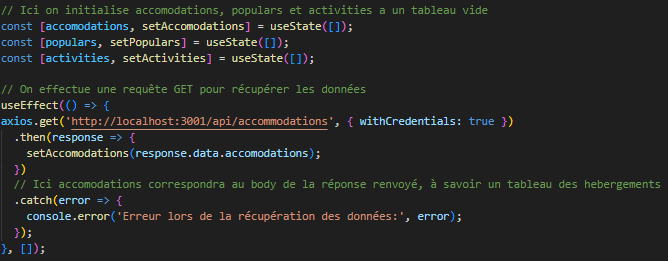 // Ici on initialise accomodations, populars et activities a un tableau vide
const [accomodations, setAccomodations] = useState([]);
const [populars, setPopulars] = useState([]);
const [activities, setActivities] = useState([]);

// On effectue une requête GET pour récupérer les données
useEffect(() => {
axios.get('http://localhost:3001/api/accommodations', { withCredentials: true })
  .then(response => {
    setAccomodations(response.data.accomodations);
  })
  // Ici accomodations correspondra au body de la réponse renvoyé, à savoir un tableau des hebergements
  .catch(error => {
    console.error('Erreur lors de la récupération des données:', error);
  });
}, []);